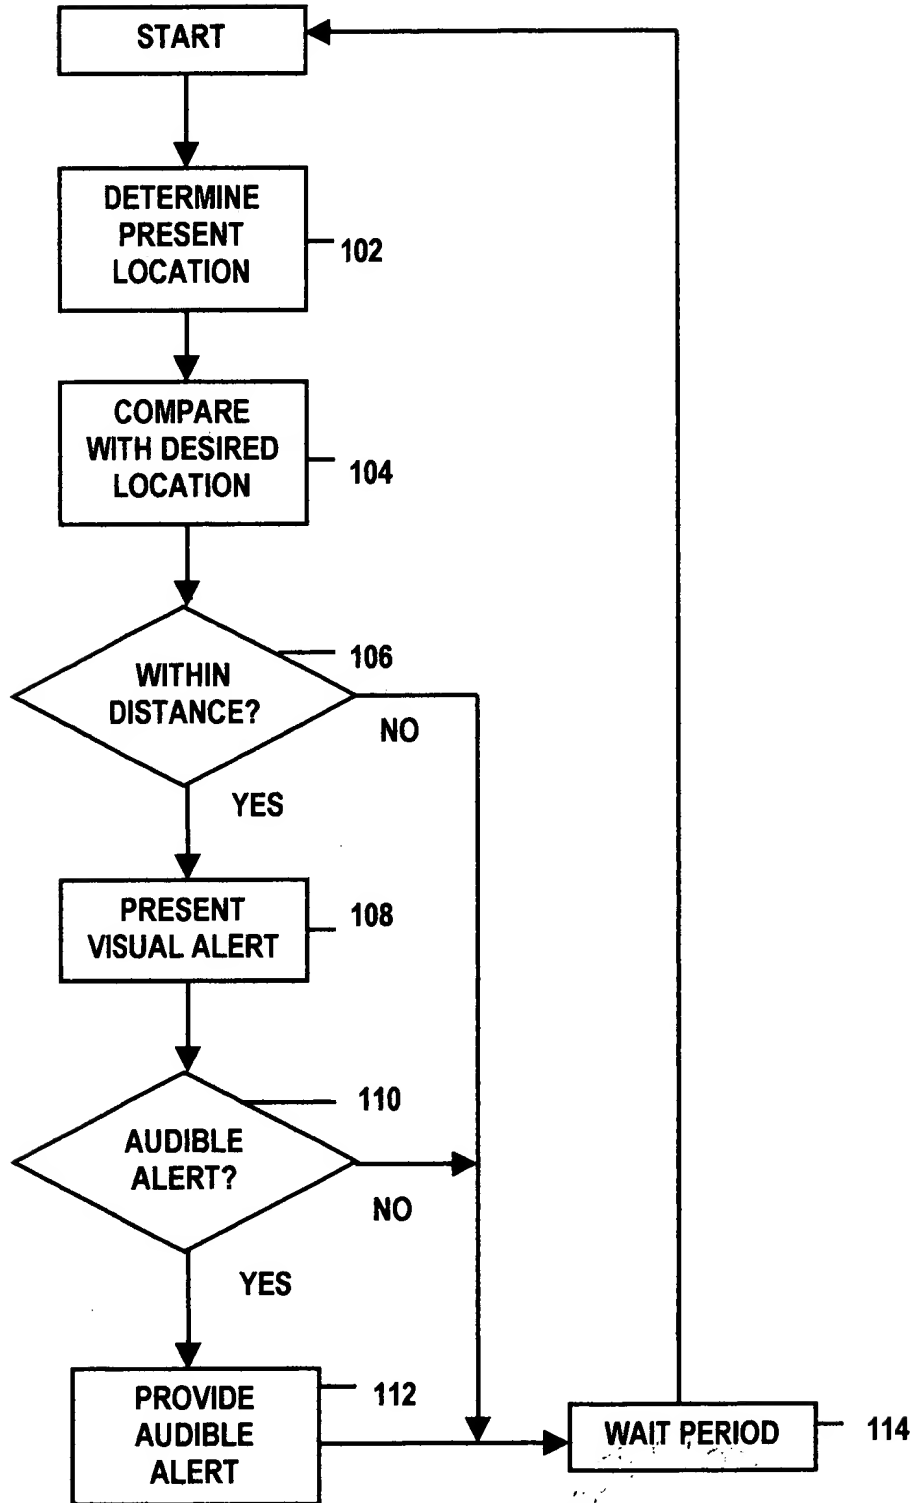 START
DETERMINE
PRESENT
LOCATION
102
COMPARE
WITH DESIRED
LOCATION
104
106
WITHIN
DISTANCE?
NO
YES
PRESENT
VISUAL ALERT
108
110
AUDIBLE
ALERT?
NO
YES
PROVIDE
AUDIBLE
ALERT
112
WAIT PERIOD
114